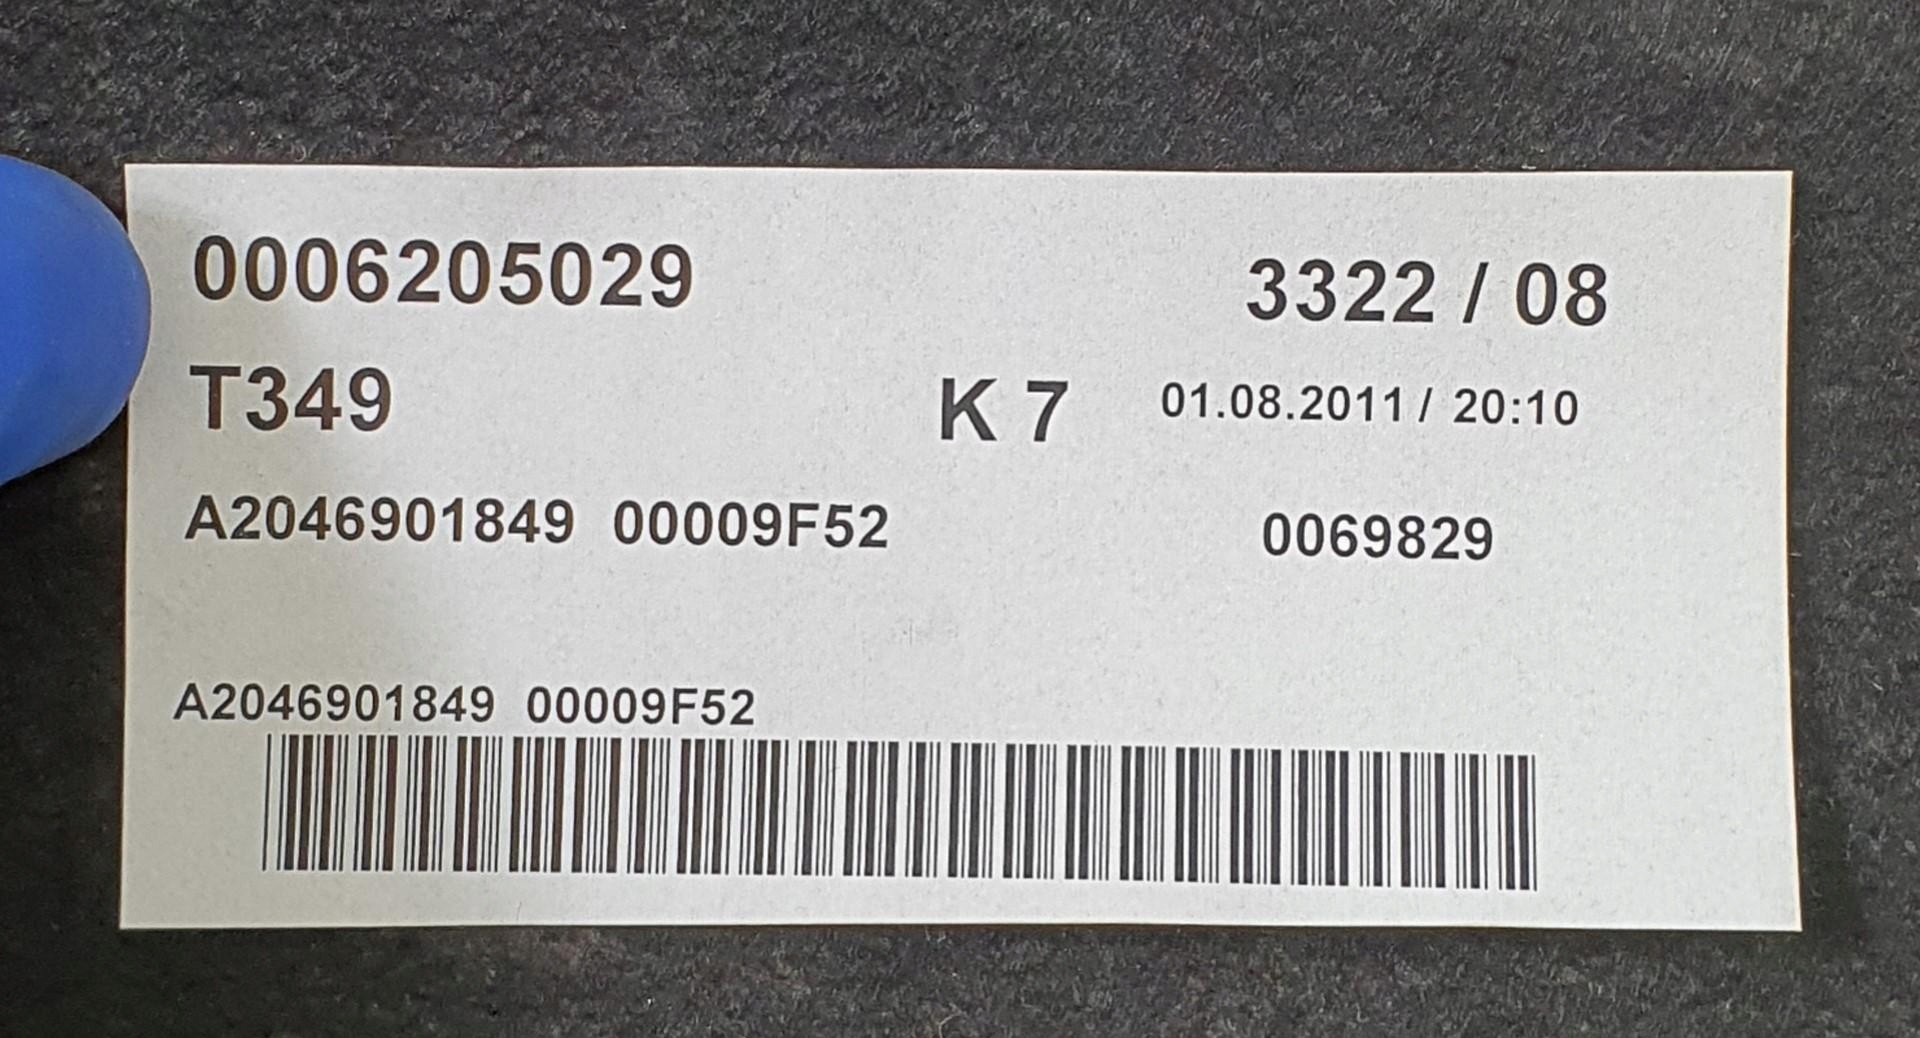 0006205029 3322 / 08
T349 K 7 01.08.2011 / 20:10
A2046901849 00009F52 0069829
A2046901849 00009F52